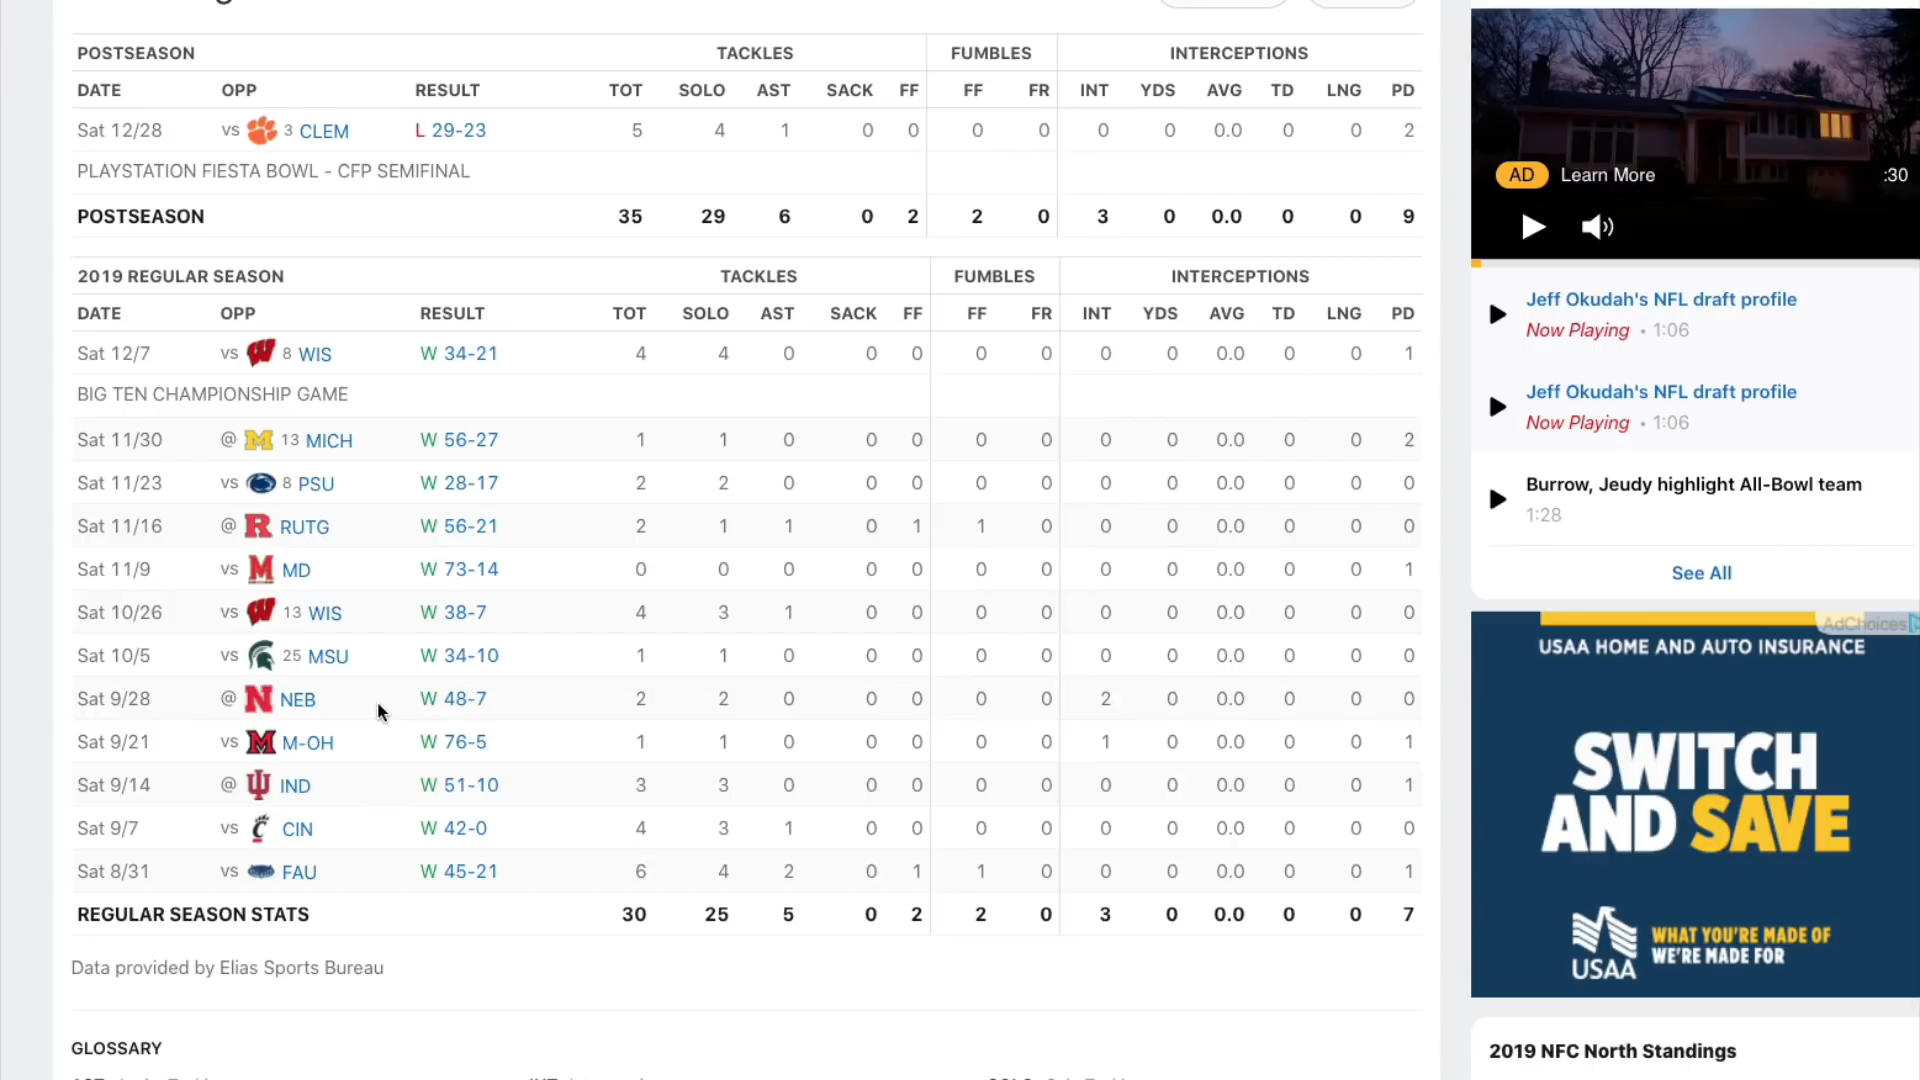 POSTSEASON TACKLES FUMBLES INTERCEPTIONS
DATE OPP RESULT TOT SOLO AST SACK FF FF FR INT YDS AVG TD LNG PD
Sat 12/28 vs 3 CLEM L 29-23 5 4 1 0 0 0 0 0 0 0.0 0 0 2
PLAYSTATION FIESTA BOWL - CFP SEMIFINAL
POSTSEASON 35 29 6 0 2 2 0 3 0 0.0 0 0 9
2019 REGULAR SEASON TACKLES FUMBLES INTERCEPTIONS
DATE OPP RESULT TOT SOLO AST SACK FF FF FR INT YDS AVG TD LNG PD
Sat 12/7 vs 8 WIS W 34-21 4 4 0 0 0 0 0 0 0 0.0 0 0 1
BIG TEN CHAMPIONSHIP GAME
Sat 11/30 @ 13 MICH W 56-27 1 1 0 0 0 0 0 0 0 0.0 0 0 2
Sat 11/23 vs 8 PSU W 28-17 2 2 0 0 0 0 0 0 0 0.0 0 0 0
Sat 11/16 @ RUTG W 56-21 2 1 1 0 1 1 0 0 0 0.0 0 0 0
Sat 11/9 vs MD W 73-14 0 0 0 0 0 0 0 0 0 0.0 0 0 1
Sat 10/26 vs 13 WIS W 38-7 4 3 1 0 0 0 0 0 0 0.0 0 0 0
Sat 10/5 vs 25 MSU W 34-10 1 1 0 0 0 0 0 0 0 0.0 0 0 0
Sat 9/28 @ NEB W 48-7 2 2 0 0 0 0 0 2 0 0.0 0 0 0
Sat 9/21 vs M-OH W 76-5 1 1 0 0 0 0 0 1 0 0.0 0 0 1
Sat 9/14 @ IND W 51-10 3 3 0 0 0 0 0 0 0 0.0 0 0 1
Sat 9/7 vs CIN W 42-0 4 3 1 0 0 0 0 0 0 0.0 0 0 0
Sat 8/31 vs FAU W 45-21 6 4 2 0 1 1 0 0 0 0.0 0 0 1
REGULAR SEASON STATS 30 25 5 0 2 2 0 3 0 0.0 0 0 7
Data provided by Elias Sports Bureau
GLOSSARY
AD Learn More :30
Jeff Okudah's NFL draft profile
Now Playing • 1:06
Jeff Okudah's NFL draft profile
Now Playing • 1:06
Burrow, Jeudy highlight All-Bowl team
1:28
See All
AdChoices
USAA HOME AND AUTO INSURANCE
SWITCH
AND SAVE
USAA
WHAT YOU'RE MADE OF
WE'RE MADE FOR
2019 NFC North Standings